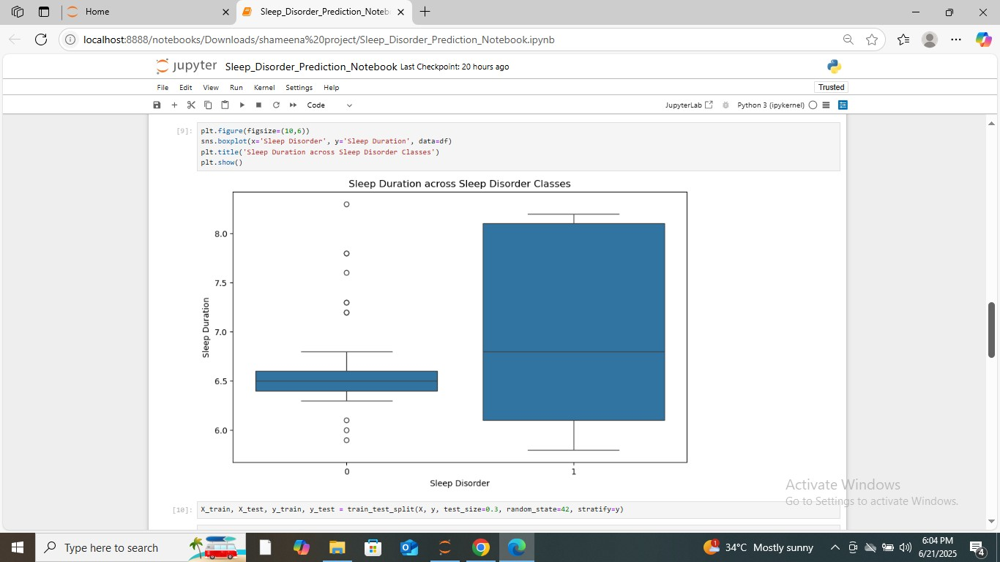 Home
Sleep_Disorder_Prediction_Noteb
localhost:8888/notebooks/Downloads/shameena%20project/Sleep_Disorder_Prediction_Notebook.ipynb
jupyter Sleep_Disorder_Prediction_Notebook Last Checkpoint: 20 hours ago
File Edit View Run Kernel Settings Help
Trusted
Code
JupyterLab
Python 3 (ipykernel)
[9]:
plt.figure(figsize=(10,6))
sns.boxplot(x='Sleep Disorder', y='Sleep Duration', data=df)
plt.title('Sleep Duration across Sleep Disorder Classes')
plt.show()
Sleep Duration across Sleep Disorder Classes
8.0
7.5
7.0
6.5
6.0
Sleep Duration
0 1
Sleep Disorder
Activate Windows
Go to Settings to activate Windows.
[10]:
X_train, X_test, y_train, y_test = train_test_split(X, y, test_size=0.3, random_state=42, stratify=y)
Type here to search
1
34°C Mostly sunny
6:04 PM
6/21/2025
4